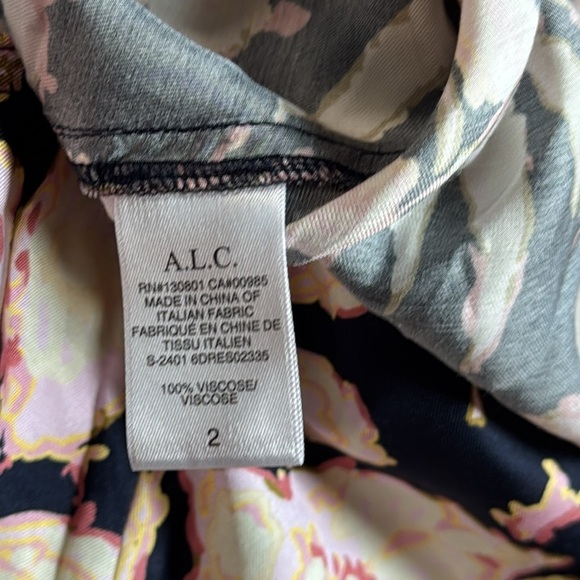 A.L.C.
RN#130801 CA#00985
MADE IN CHINA OF
ITALIAN FABRIC
FABRIQUÉ EN CHINE DE
TISSU ITALIEN
S-2401 6DRES02335
100% VISCOSE/
VISCOSE
2